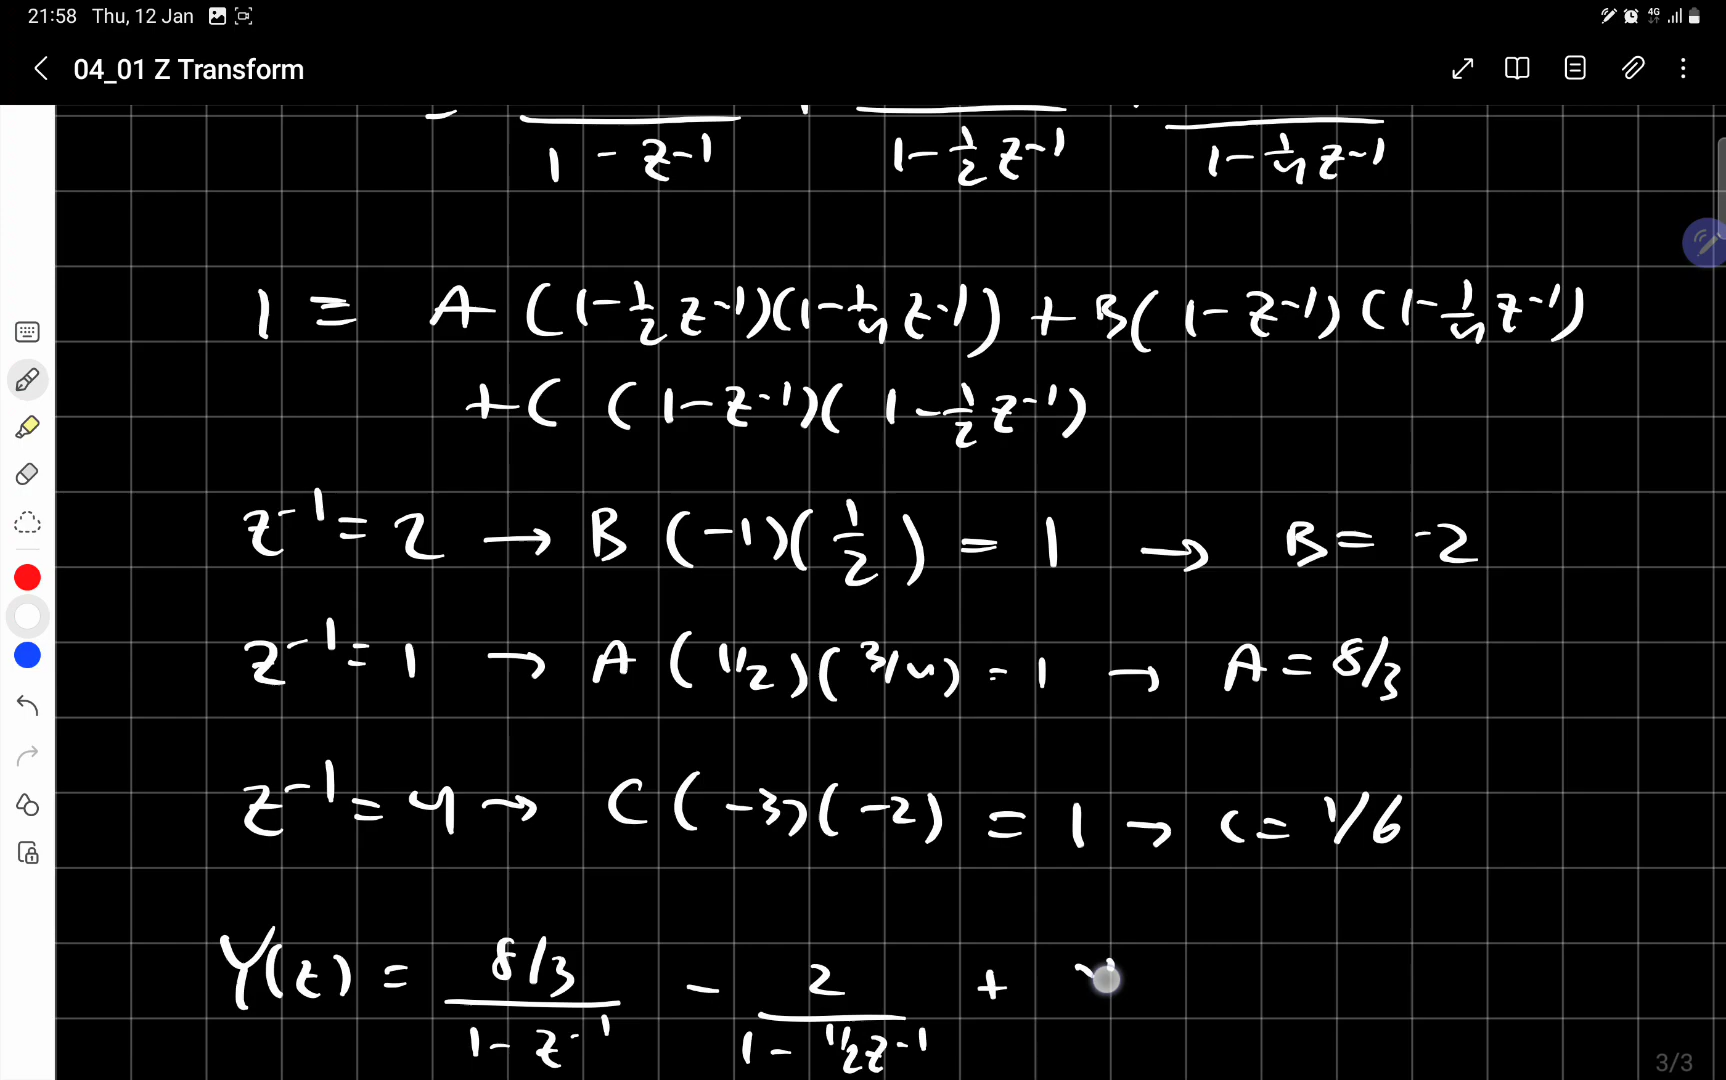 21:58 Thu, 12 Jan 4G
04_01 Z Transform
1 - z-1 1 - 1/2 z-1 1 - 1/4 z-1
1 ≡ A ((1 - 1/2 z-1)(1 - 1/4 z-1)) + B(1 - z-1)(1 - 1/4 z-1)
+ C (1 - z-1)(1 - 1/2 z-1)
z-1 = 2 → B (-1)(1/2) = 1 → B = -2
z-1 = 1 → A (1/2)(3/4) = 1 → A = 8/3
z-1 = 4 → C (-3)(-2) = 1 → C = 1/6
Y(z) = 8/3 / 1 - z-1 - 2 / 1 - 1/2 z-1 +
3/3